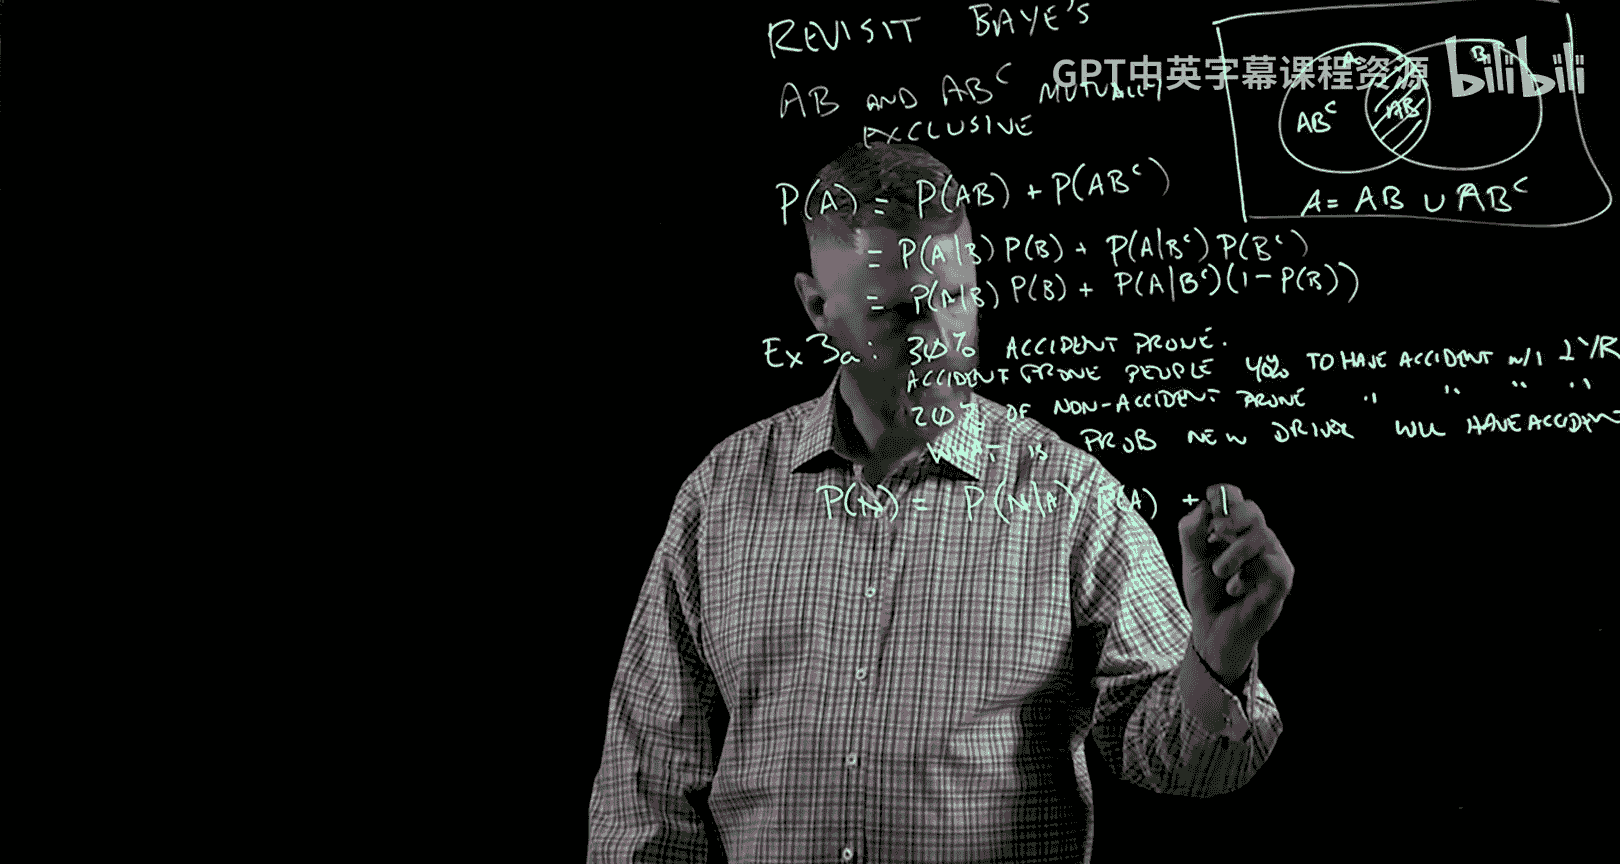 REVISIT BAYE'S
GPT中英字幕课程资源 bilibili
AB AND AB^C MUTUALLY
EXCLUSIVE
A B
AB^C AB
A = AB ∪ AB^C
P(A) = P(AB) + P(AB^C)
= P(A|B) P(B) + P(A|B^C) P(B^C)
= P(A|B) P(B) + P(A|B^C)(1 - P(B))
Ex 3a: 30% ACCIDENT PRONE.
ACCIDENT PRONE PEOPLE 40% TO HAVE ACCIDENT W/I 1 YR
20% OF NON-ACCIDENT PRONE " " " "
WHAT IS PROB NEW DRIVER WILL HAVE ACCIDENT
P(N) = P(N|A) P(A) + 1